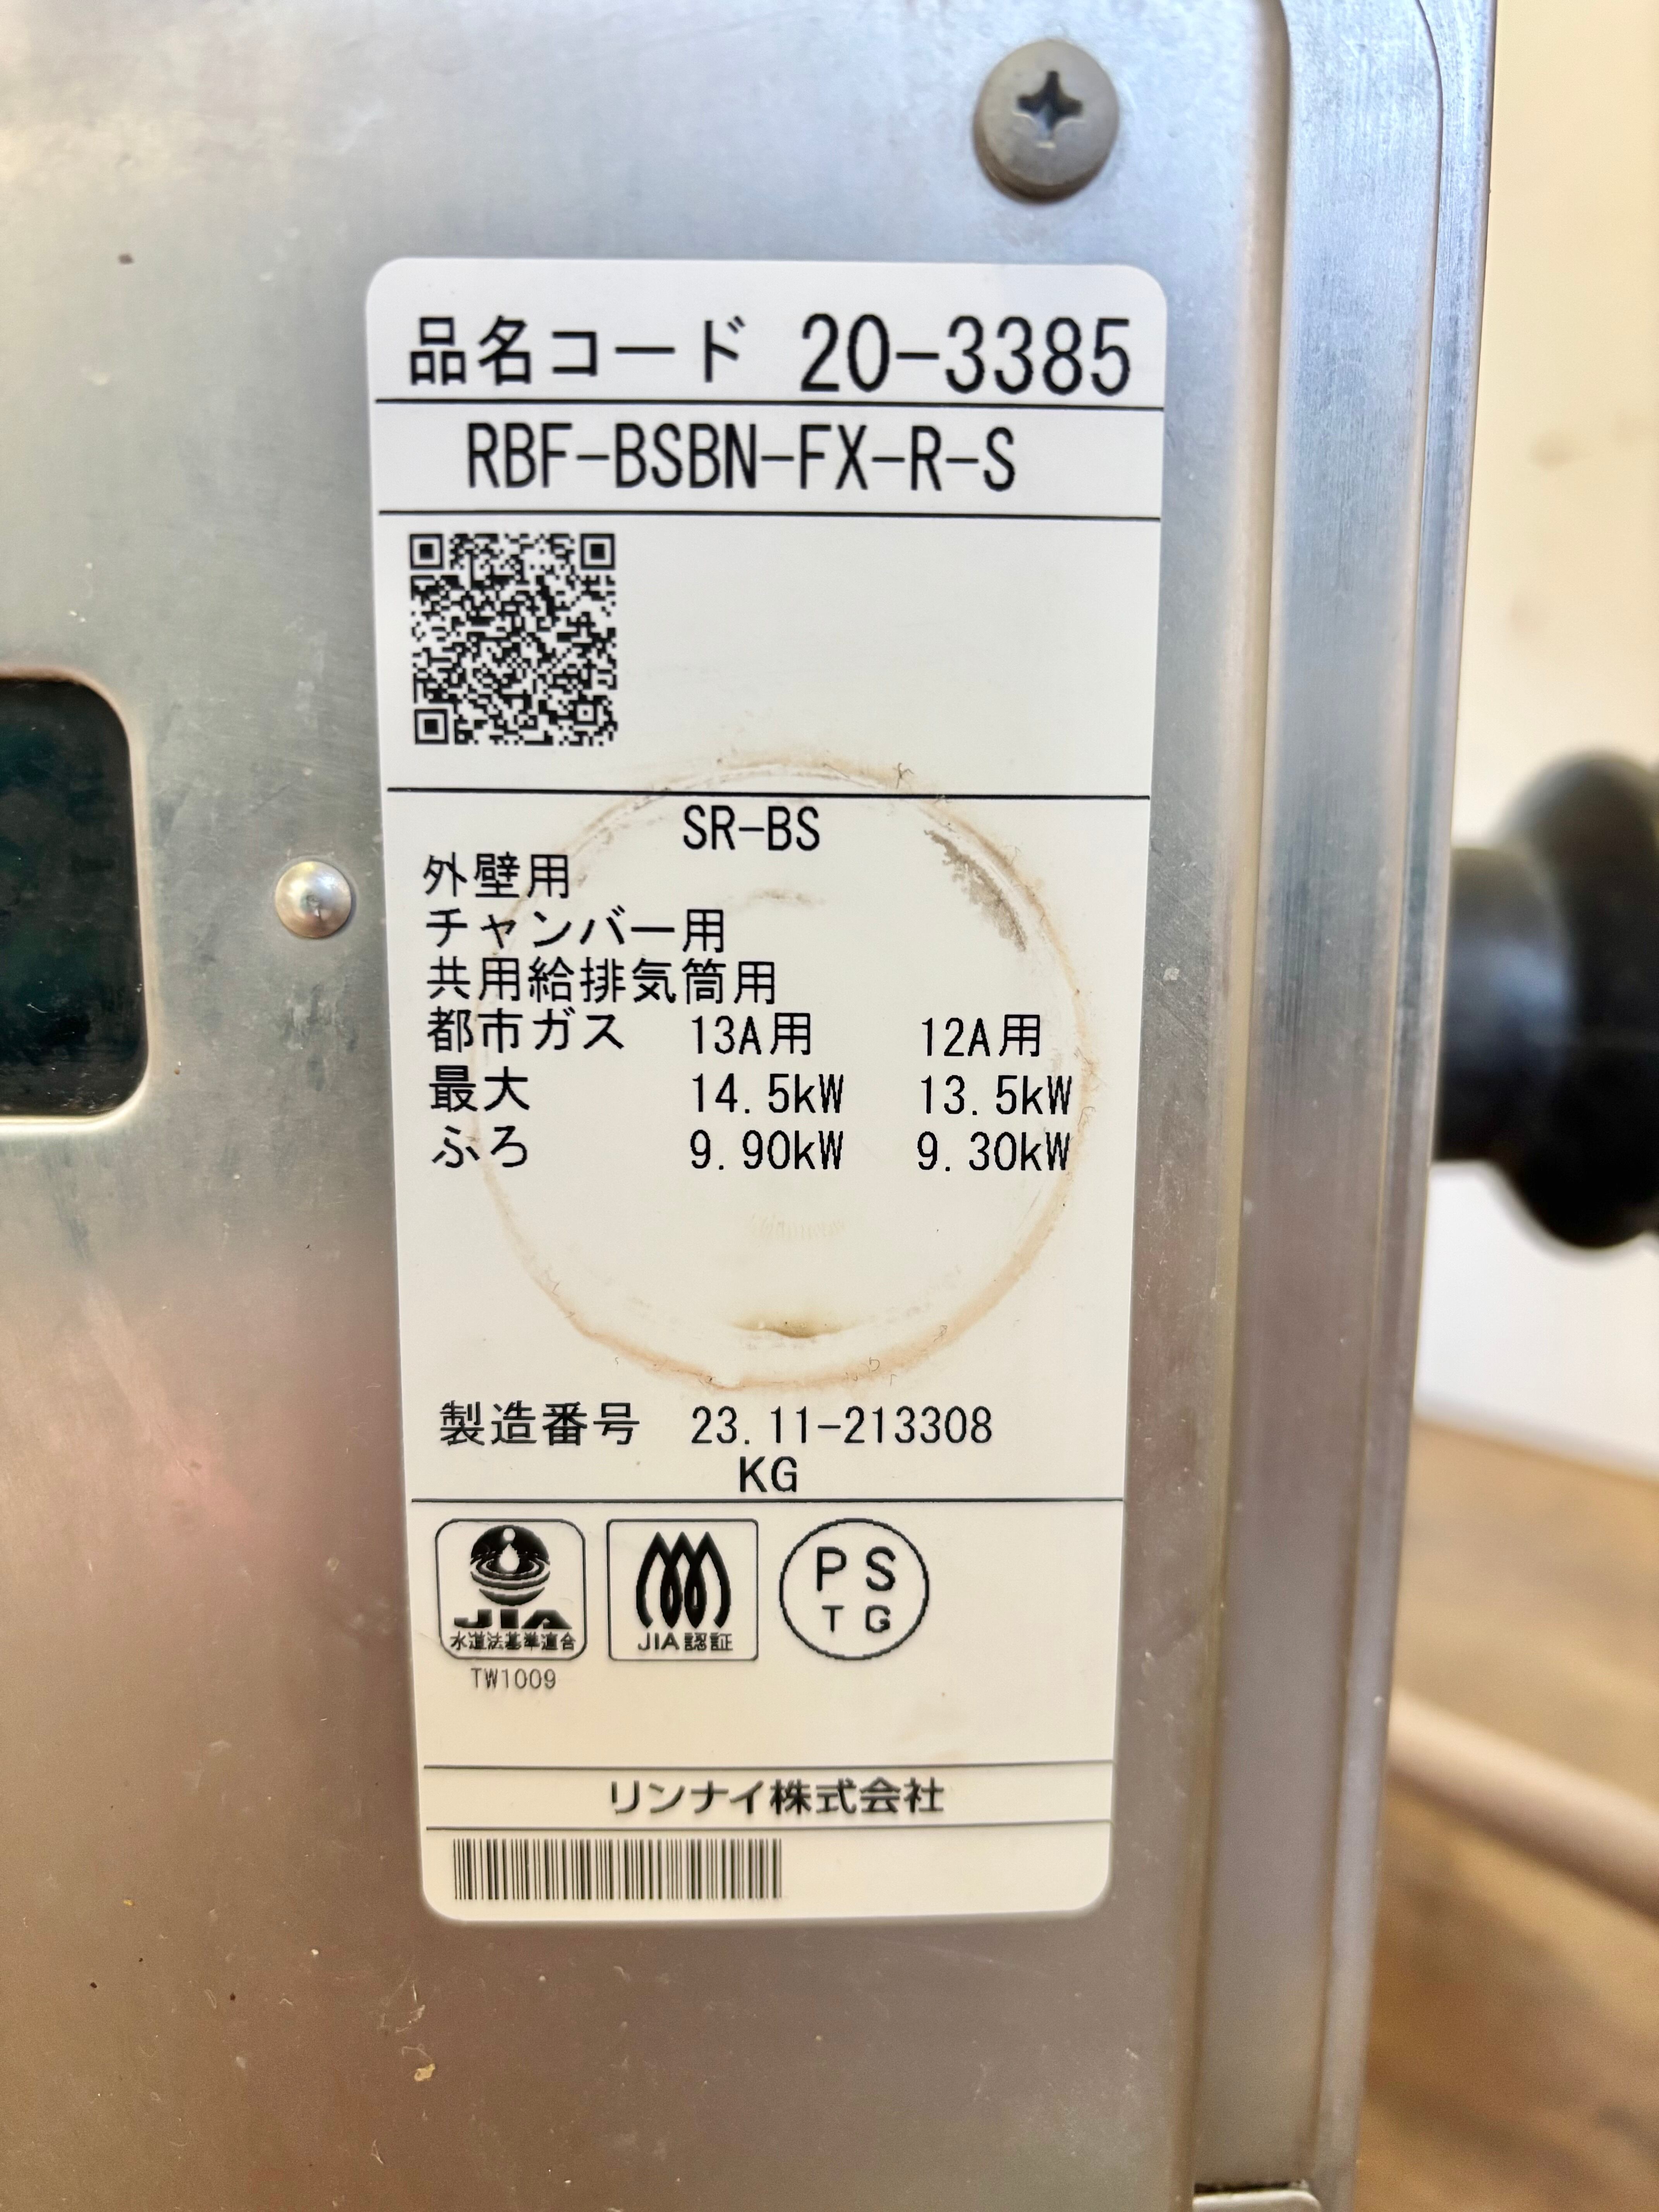 品名コード 20-3385
RBF-BSBN-FX-R-S
SR-BS
外壁用
チャンバー用
共用給排気筒用
都市ガス 13A用 12A用
最大 14.5kW 13.5kW
ふろ 9.90kW 9.30kW
製造番号 23.11-213308
KG
JIA
水道法基準適合
TW1009
JIA認証
PS
TG
リンナイ株式会社